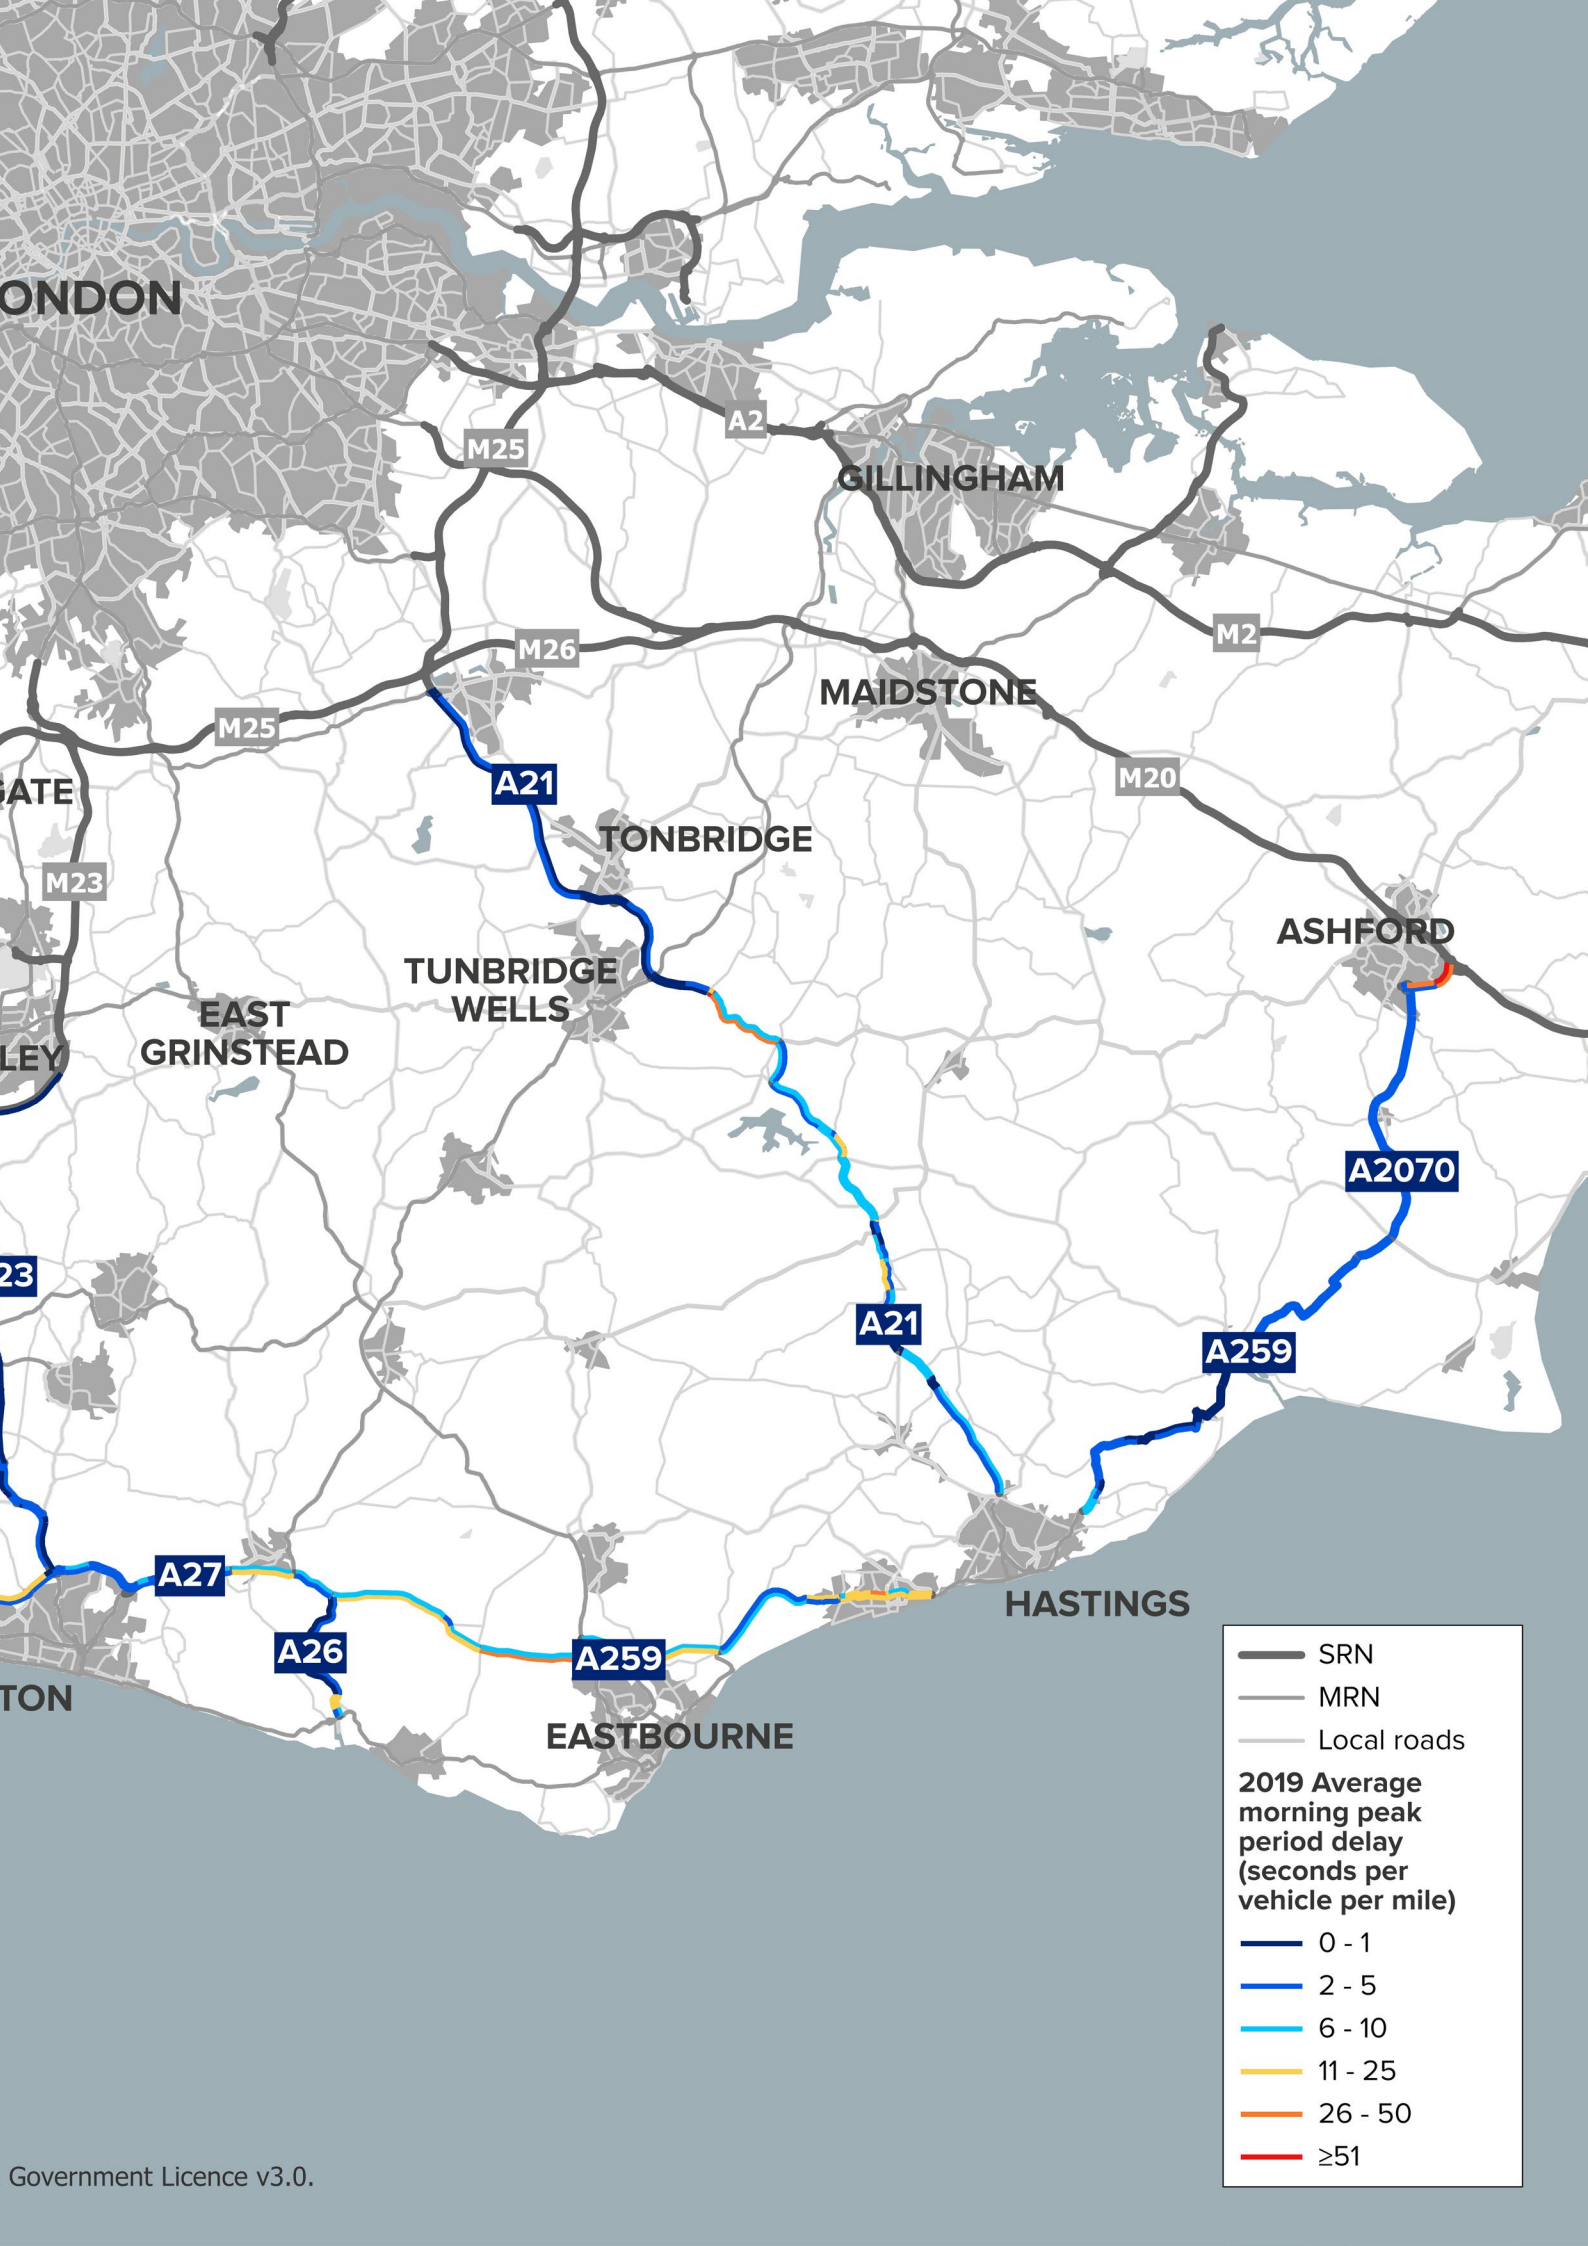 ONDON
A2
M25
GILLINGHAM
M2
M26
MAIDSTONE
M25
M20
A21
GATE
TONBRIDGE
M23
ASHFORD
TUNBRIDGE
WELLS
EAST
GRINSTEAD
LEY
A2070
23
A21
A259
A27
HASTINGS
A26
A259
TON
EASTBOURNE
SRN
MRN
Local roads
2019 Average
morning peak
period delay
(seconds per
vehicle per mile)
0 - 1
2 - 5
6 - 10
11 - 25
26 - 50
≥51
Government Licence v3.0.